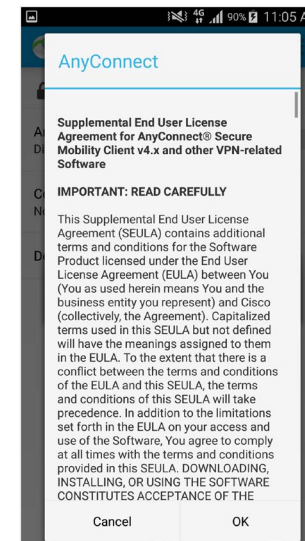 4G 90% 11:05 A
AnyConnect
Supplemental End User License
Agreement for AnyConnect® Secure
Mobility Client v4.x and other VPN-related
Software
IMPORTANT: READ CAREFULLY
This Supplemental End User License
Agreement (SEULA) contains additional
terms and conditions for the Software
Product licensed under the End User
License Agreement (EULA) between You
(You as used herein means You and the
business entity you represent) and Cisco
(collectively, the Agreement). Capitalized
terms used in this SEULA but not defined
will have the meanings assigned to them
in the EULA. To the extent that there is a
conflict between the terms and conditions
of the EULA and this SEULA, the terms
and conditions of this SEULA will take
precedence. In addition to the limitations
set forth in the EULA on your access and
use of the Software, You agree to comply
at all times with the terms and conditions
provided in this SEULA. DOWNLOADING,
INSTALLING, OR USING THE SOFTWARE
CONSTITUTES ACCEPTANCE OF THE
Cancel OK